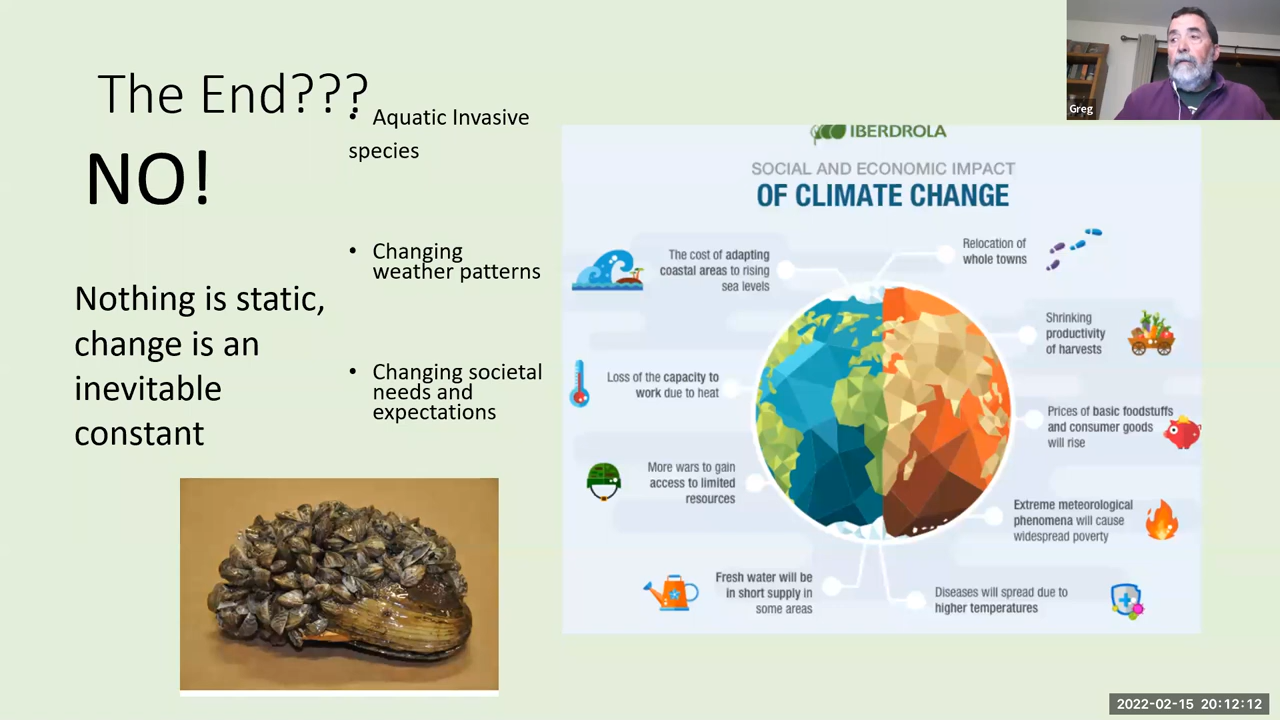 The End???
NO!
Nothing is static,
change is an
inevitable
constant
• Aquatic Invasive
species
• Changing
weather patterns
• Changing societal
needs and
expectations
IBERDROLA
SOCIAL AND ECONOMIC IMPACT
OF CLIMATE CHANGE
The cost of adapting
coastal areas to rising
sea levels
Loss of the capacity to
work due to heat
More wars to gain
access to limited
resources
Fresh water will be
in short supply in
some areas
Relocation of
whole towns
Shrinking
productivity
of harvests
Prices of basic foodstuffs
and consumer goods
will rise
Extreme meteorological
phenomena will cause
widespread poverty
Diseases will spread due to
higher temperatures
Greg
2022-02-15 20:12:12